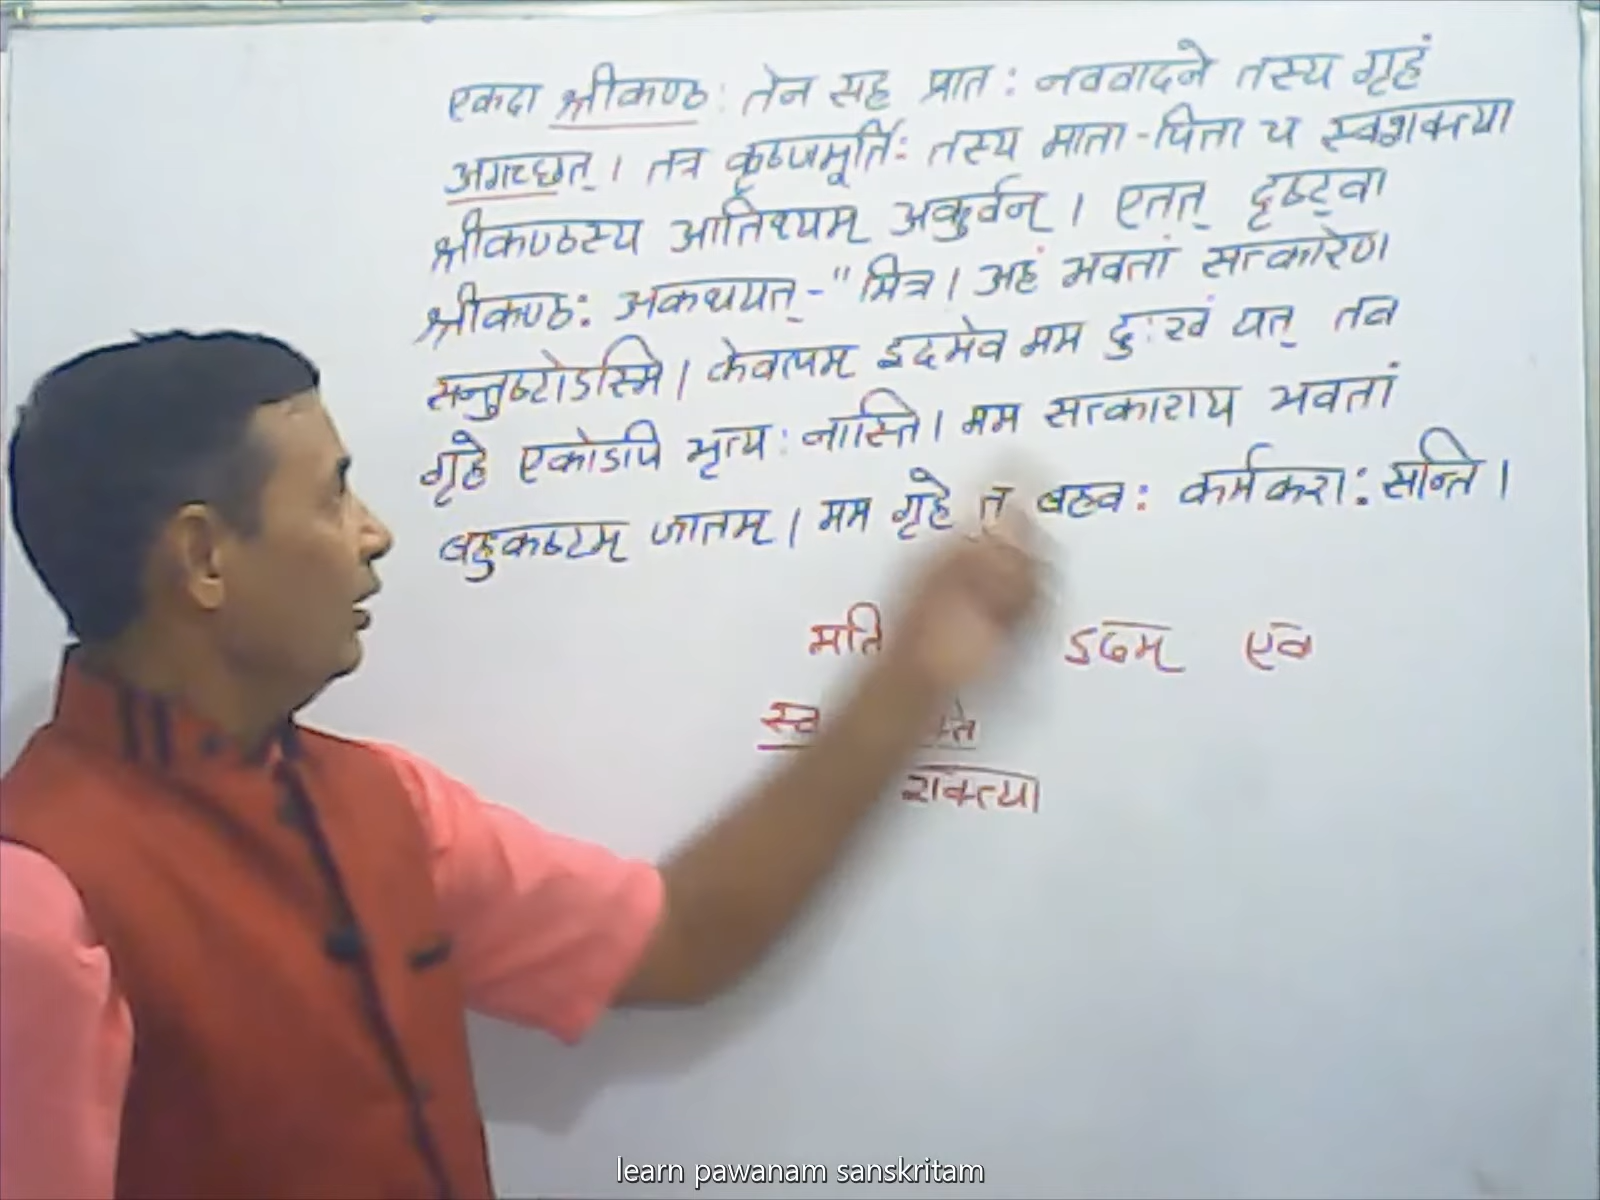 एकदा श्रीकण्ठः तेन सह प्रातः नववादने तस्य गृहं
अगच्छत्। तत्र कृष्णमूर्तिः तस्य माता-पिता च स्वशक्त्या
श्रीकण्ठस्य आतिथ्यम् अकुर्वन्। एतत् दृष्ट्वा
श्रीकण्ठः अकथयत्-"मित्र। अहं भवतां सत्कारेण
सन्तुष्टोऽस्मि। केवलम् इदमेव मम दुःखं यत् तव
गृहे एकोऽपि भृत्यः नास्ति। मम सत्काराय भवतां
बहुकष्टम् जातम्। मम गृहे तु बहवः कर्मकराः सन्ति।
मति इदम् एव
स्व
शक्त्या
learn pawanam sanskritam